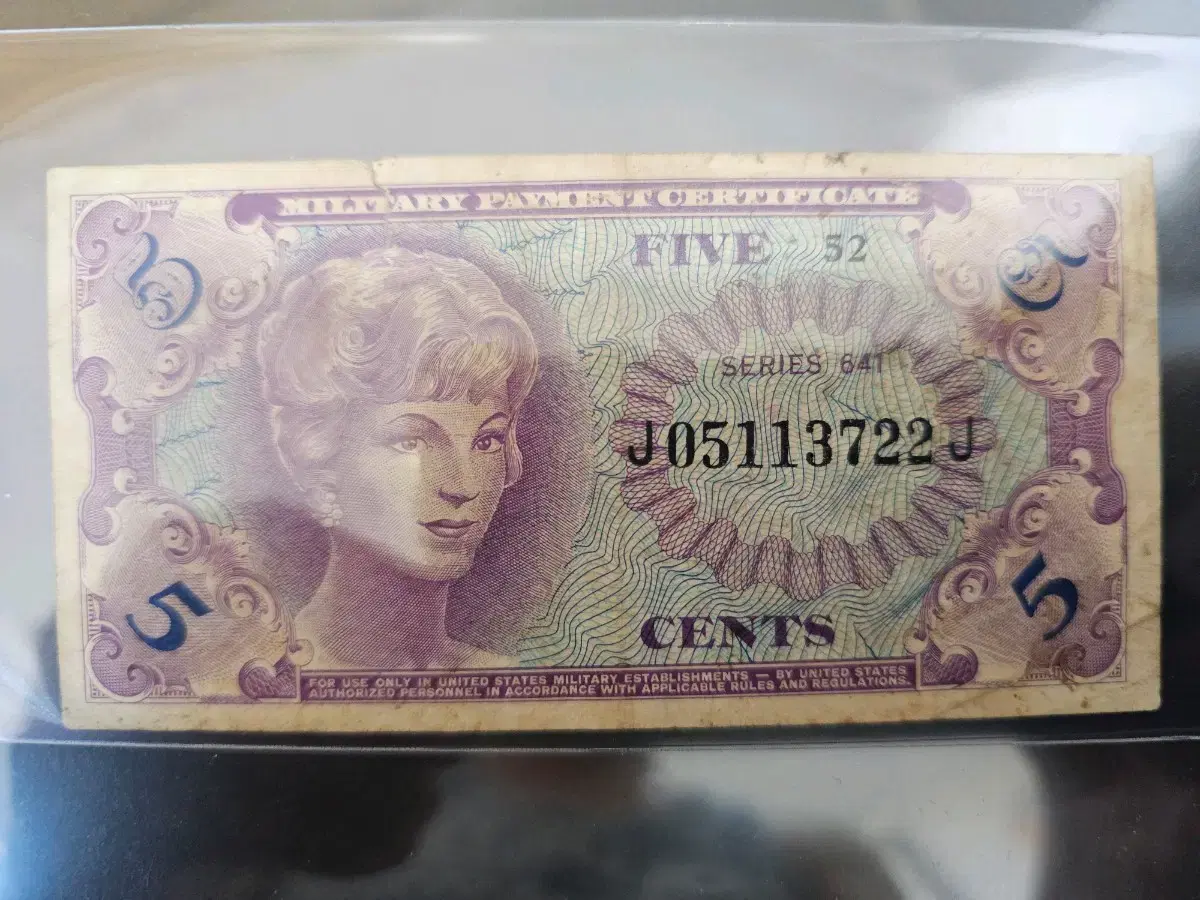 MILITARY PAYMENT CERTIFICATE
5
FIVE 52
5
SERIES 641
J05113722J
5
CENTS
5
FOR USE ONLY IN UNITED STATES MILITARY ESTABLISHMENTS — BY UNITED STATES
AUTHORIZED PERSONNEL IN ACCORDANCE WITH APPLICABLE RULES AND REGULATIONS.